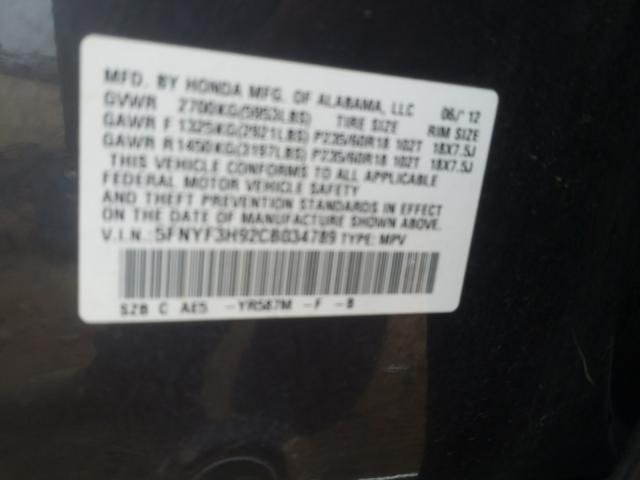 MFD. BY HONDA MFG. OF ALABAMA, LLC 06/'12
GVWR 2700KG(5953LBS) TIRE SIZE RIM SIZE
GAWR F 1325KG(2921LBS) P235/60R18 102T 18X7.5J
GAWR R 1450KG(3197LBS) P235/60R18 102T 18X7.5J
THIS VEHICLE CONFORMS TO ALL APPLICABLE
FEDERAL MOTOR VEHICLE SAFETY
AND THEFT PREVENTION STANDARDS IN EFFECT
ON THE DATE OF MANUFACTURE SHOWN ABOVE.
V.I.N.: 5FNYF3H92CB034789 TYPE: MPV
SZB C AE5 -YR587M -F -B